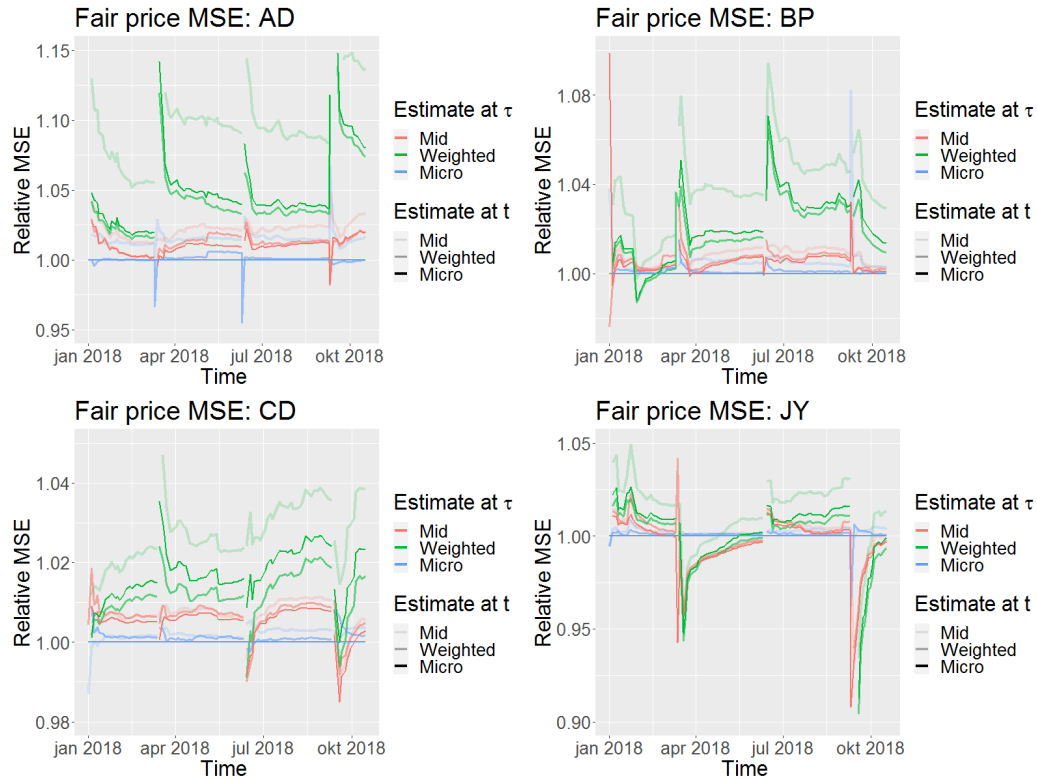 Fair price MSE: AD
Relative MSE
1.15
1.10
1.05
1.00
0.95
jan 2018
apr 2018
jul 2018
okt 2018
Time
Estimate at τ
Mid
Weighted
Micro
Estimate at t
Mid
Weighted
Micro
Fair price MSE: BP
Relative MSE
1.08
1.04
1.00
jan 2018
apr 2018
jul 2018
okt 2018
Time
Estimate at τ
Mid
Weighted
Micro
Estimate at t
Mid
Weighted
Micro
Fair price MSE: CD
Relative MSE
1.04
1.02
1.00
0.98
jan 2018
apr 2018
jul 2018
okt 2018
Time
Estimate at τ
Mid
Weighted
Micro
Estimate at t
Mid
Weighted
Micro
Fair price MSE: JY
Relative MSE
1.05
1.00
0.95
0.90
jan 2018
apr 2018
jul 2018
okt 2018
Time
Estimate at τ
Mid
Weighted
Micro
Estimate at t
Mid
Weighted
Micro